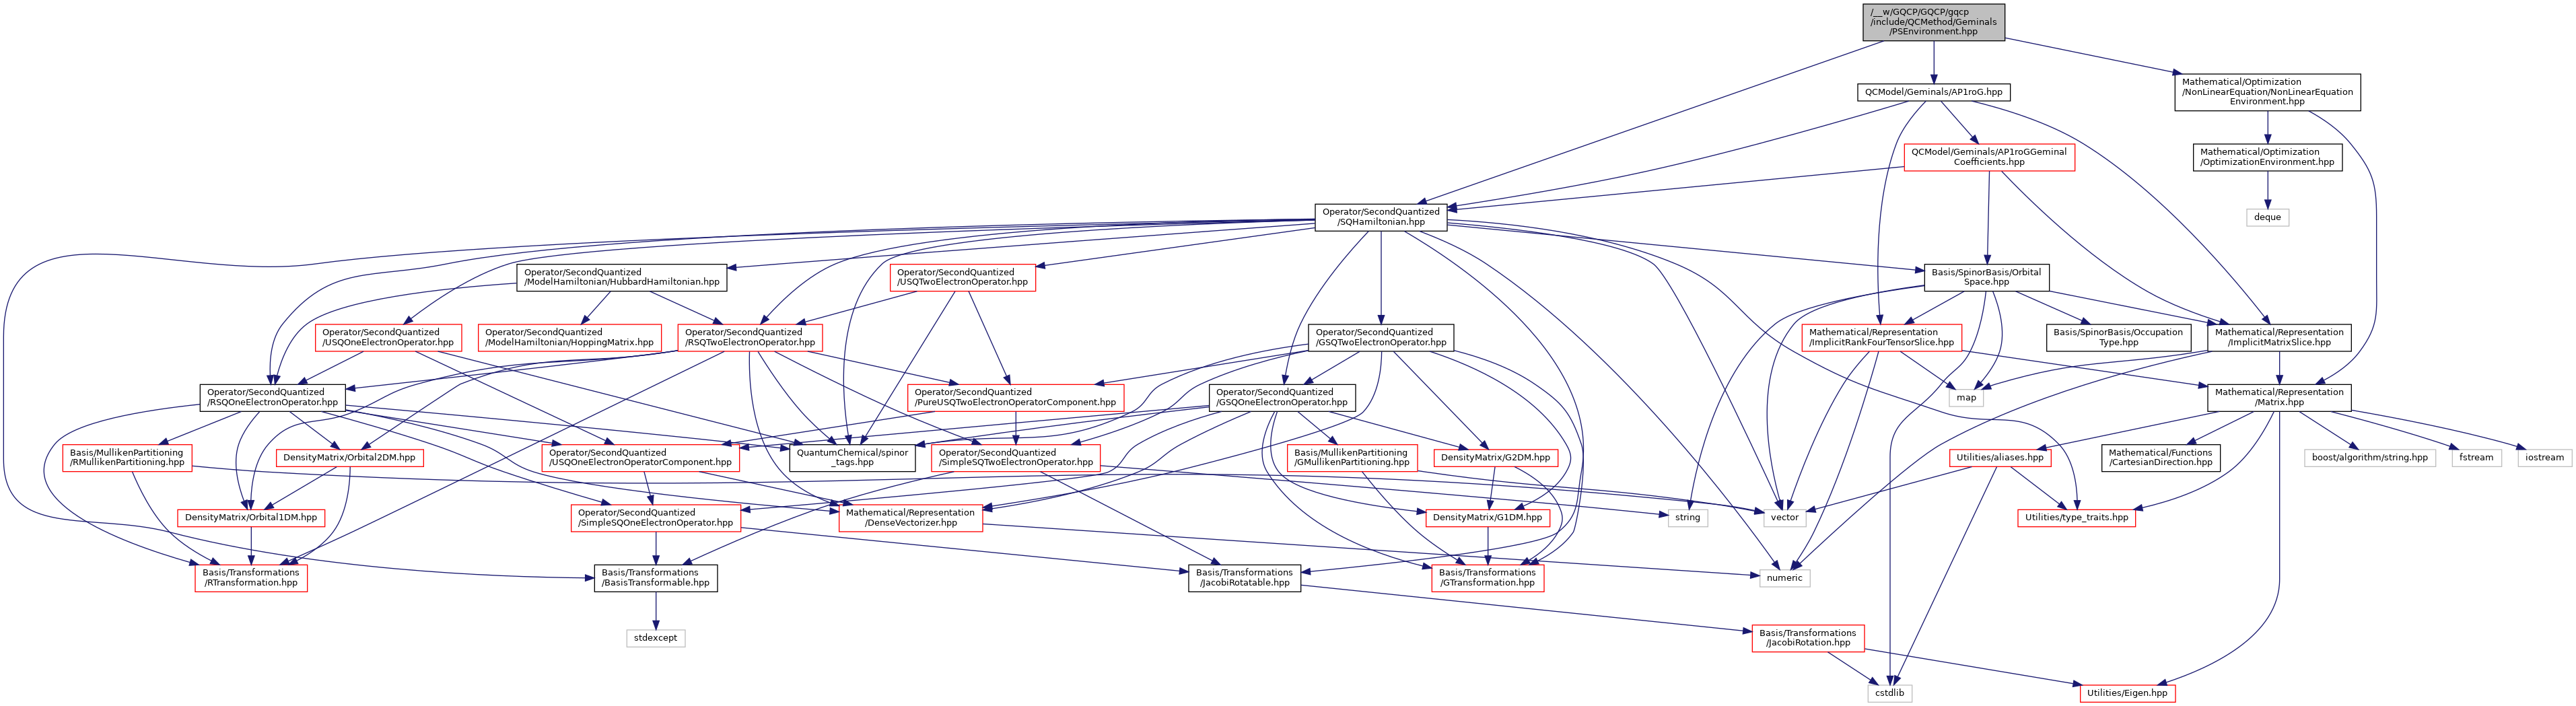 /__w/GQCP/GQCP/gqcp
/include/QCMethod/Geminals
/PSEnvironment.hpp
QCModel/Geminals/AP1roG.hpp
Mathematical/Optimization
/NonLinearEquation/NonLinearEquation
Environment.hpp
QCModel/Geminals/AP1roGGeminal
Coefficients.hpp
Mathematical/Optimization
/OptimizationEnvironment.hpp
Operator/SecondQuantized
/SQHamiltonian.hpp
deque
Operator/SecondQuantized
/ModelHamiltonian/HubbardHamiltonian.hpp
Operator/SecondQuantized
/USQTwoElectronOperator.hpp
Basis/SpinorBasis/Orbital
Space.hpp
Operator/SecondQuantized
/USQOneElectronOperator.hpp
Operator/SecondQuantized
/ModelHamiltonian/HoppingMatrix.hpp
Operator/SecondQuantized
/RSQTwoElectronOperator.hpp
Operator/SecondQuantized
/GSQTwoElectronOperator.hpp
Mathematical/Representation
/ImplicitRankFourTensorSlice.hpp
Basis/SpinorBasis/Occupation
Type.hpp
Mathematical/Representation
/ImplicitMatrixSlice.hpp
Operator/SecondQuantized
/RSQOneElectronOperator.hpp
Operator/SecondQuantized
/PureUSQTwoElectronOperatorComponent.hpp
Operator/SecondQuantized
/GSQOneElectronOperator.hpp
map
Mathematical/Representation
/Matrix.hpp
Basis/MullikenPartitioning
/RMullikenPartitioning.hpp
DensityMatrix/Orbital2DM.hpp
Operator/SecondQuantized
/USQOneElectronOperatorComponent.hpp
QuantumChemical/spinor
_tags.hpp
Operator/SecondQuantized
/SimpleSQTwoElectronOperator.hpp
Basis/MullikenPartitioning
/GMullikenPartitioning.hpp
DensityMatrix/G2DM.hpp
Utilities/aliases.hpp
Mathematical/Functions
/CartesianDirection.hpp
boost/algorithm/string.hpp
fstream
iostream
DensityMatrix/Orbital1DM.hpp
Operator/SecondQuantized
/SimpleSQOneElectronOperator.hpp
Mathematical/Representation
/DenseVectorizer.hpp
DensityMatrix/G1DM.hpp
string
vector
Utilities/type_traits.hpp
Basis/Transformations
/RTransformation.hpp
Basis/Transformations
/BasisTransformable.hpp
Basis/Transformations
/JacobiRotatable.hpp
Basis/Transformations
/GTransformation.hpp
numeric
stdexcept
Basis/Transformations
/JacobiRotation.hpp
cstdlib
Utilities/Eigen.hpp